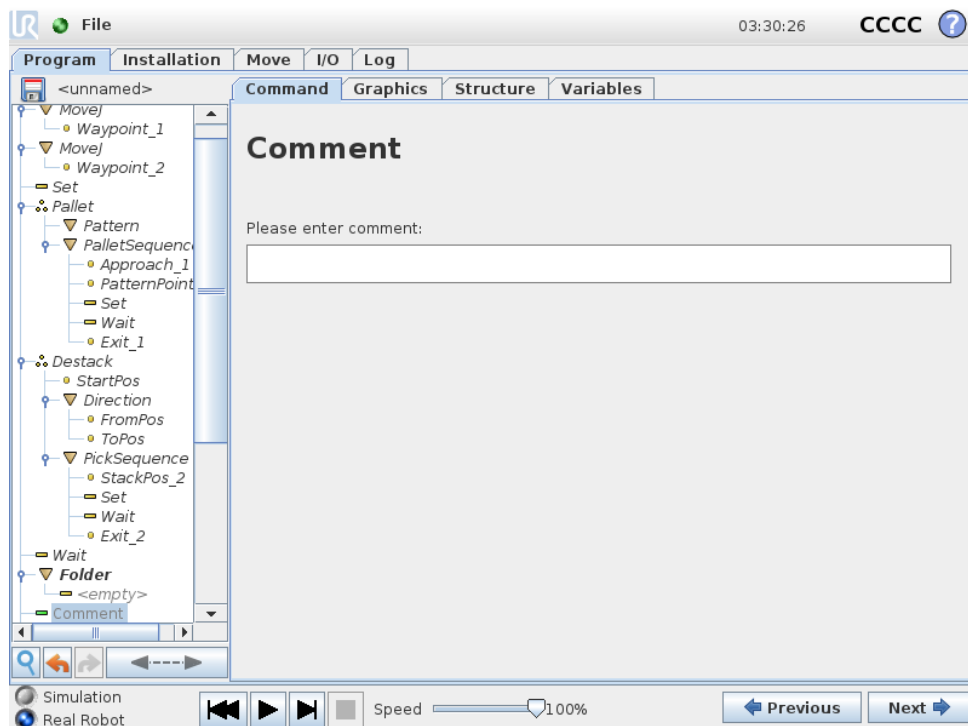 UR File 03:30:26 CCCC ?
Program Installation Move I/O Log
<unnamed> Command Graphics Structure Variables
MoveJ
Waypoint_1
MoveJ
Waypoint_2
Set
Pallet
Pattern
PalletSequenc
Approach_1
PatternPoint
Set
Wait
Exit_1
Destack
StartPos
Direction
FromPos
ToPos
PickSequence
StackPos_2
Set
Wait
Exit_2
Wait
Folder
<empty>
Comment
Comment
Please enter comment:
Simulation
Real Robot
Speed 100%
Previous Next